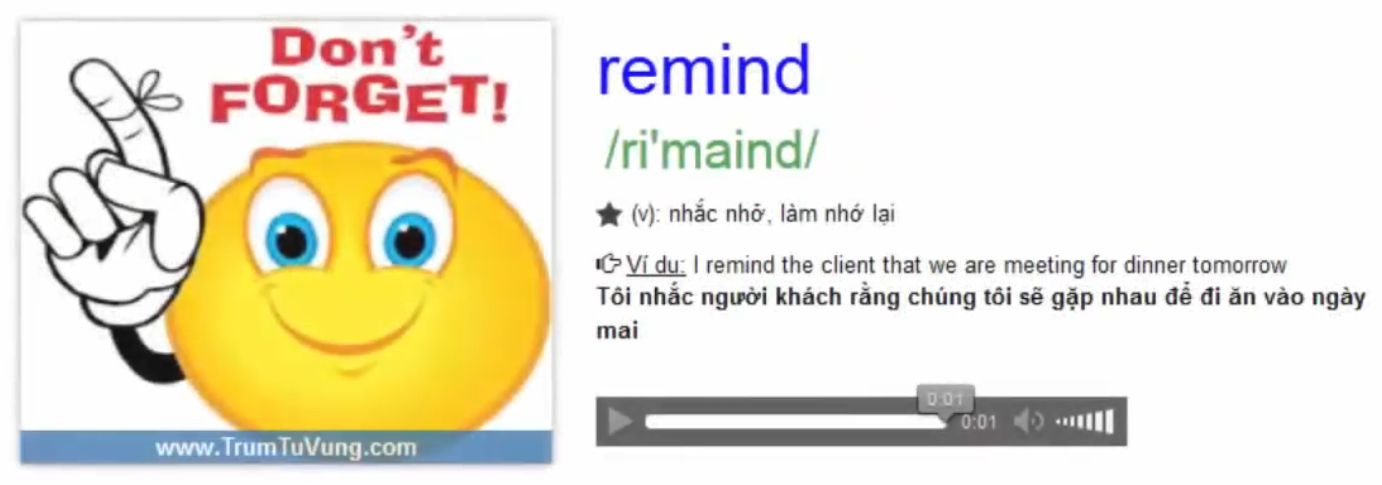 Don't
FORGET!
www.TrumTuVung.com
remind
/ri'maind/
(v): nhắc nhở, làm nhớ lại
Ví dụ: I remind the client that we are meeting for dinner tomorrow
Tôi nhắc người khách rằng chúng tôi sẽ gặp nhau để đi ăn vào ngày
mai
0:01
0:01